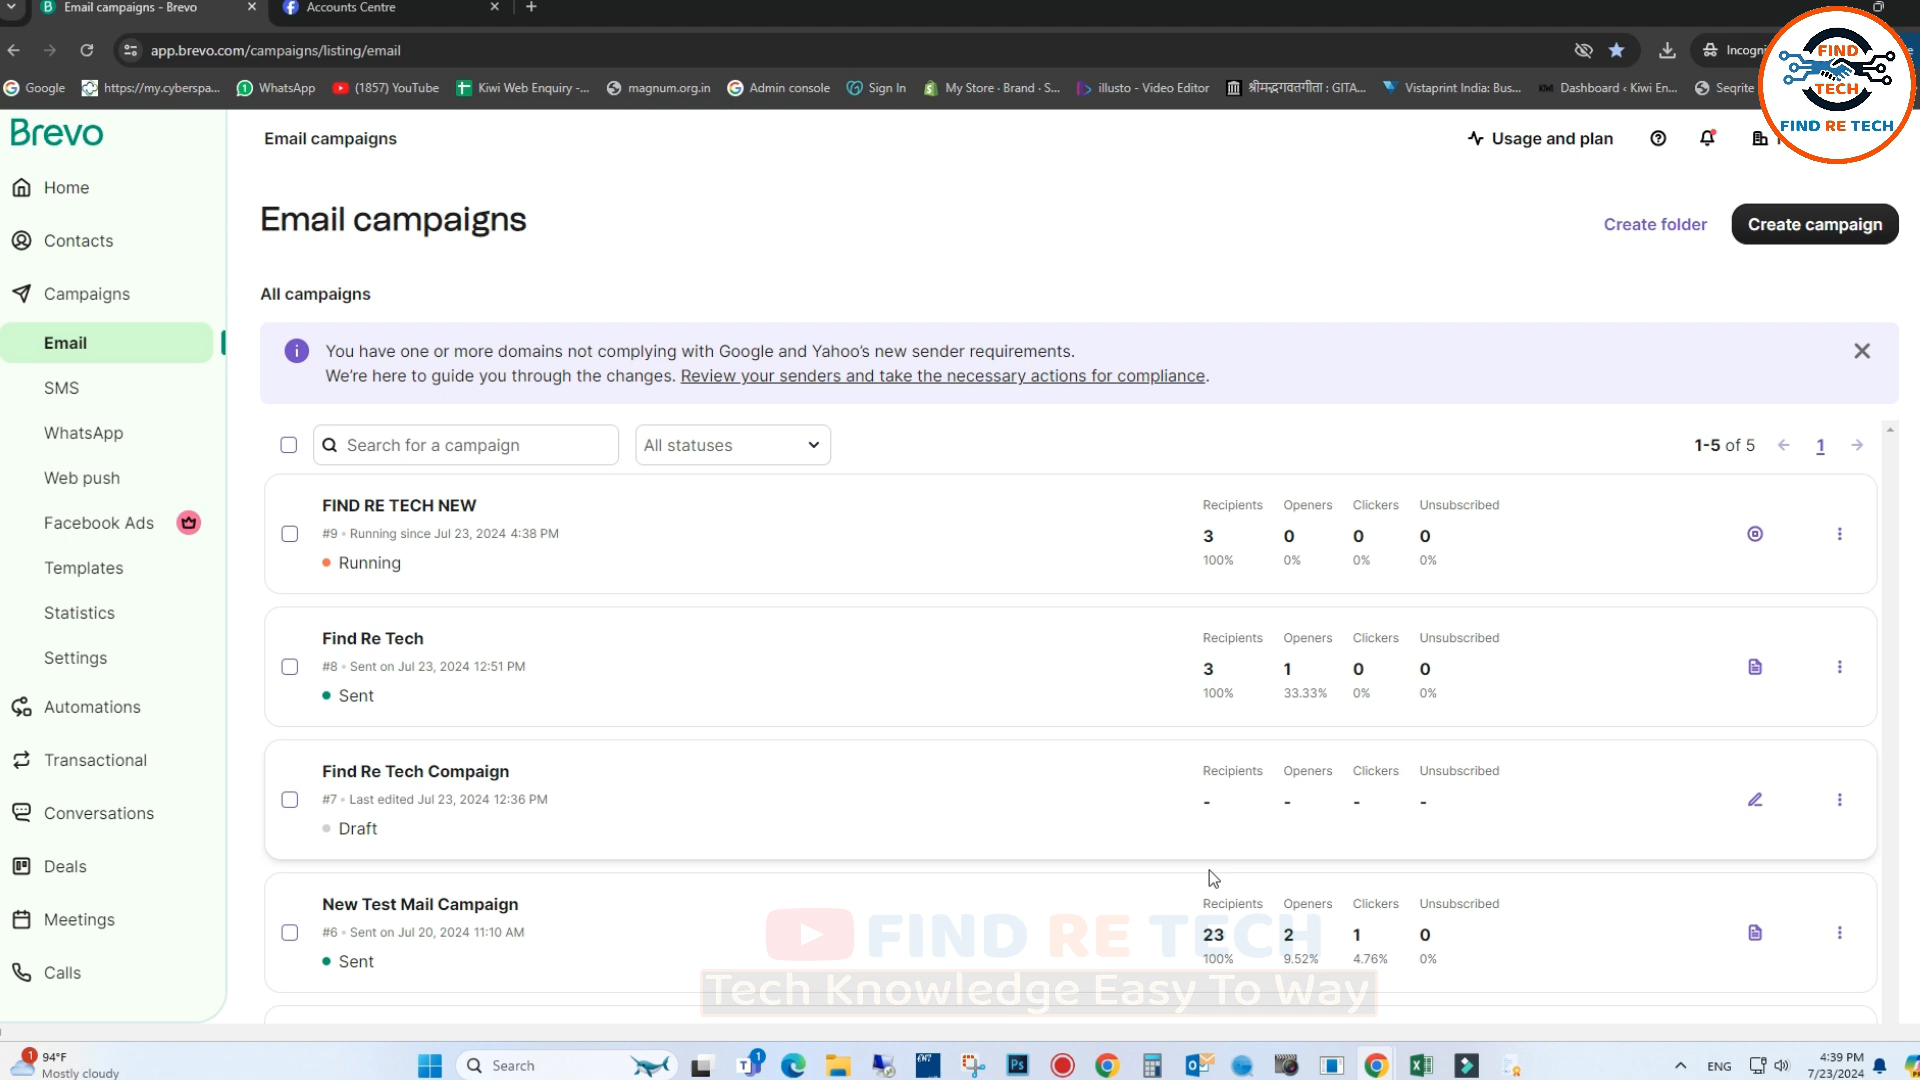 Email campaigns - Brevo
Accounts Centre
app.brevo.com/campaigns/listing/email
Google
https://my.cyberspa...
WhatsApp
(1857) YouTube
Kiwi Web Enquiry -...
magnum.org.in
Admin console
Sign In
My Store - Brand - S...
illusto - Video Editor
श्रीमद्भगवतगीता : GITA...
Vistaprint India: Bus...
Dashboard ‹ Kiwi En...
Seqrite
FIND
TECH
FIND RE TECH
Brevo
Email campaigns
Usage and plan
Home
Contacts
Campaigns
Email
SMS
WhatsApp
Web push
Facebook Ads
Templates
Statistics
Settings
Automations
Transactional
Conversations
Deals
Meetings
Calls
Email campaigns
Create folder
Create campaign
All campaigns
You have one or more domains not complying with Google and Yahoo's new sender requirements.
We're here to guide you through the changes. Review your senders and take the necessary actions for compliance.
Search for a campaign
All statuses
1-5 of 5
1
FIND RE TECH NEW
#9 • Running since Jul 23, 2024 4:38 PM
Running
Recipients Openers Clickers Unsubscribed
3 0 0 0
100% 0% 0% 0%
Find Re Tech
#8 • Sent on Jul 23, 2024 12:51 PM
Sent
Recipients Openers Clickers Unsubscribed
3 1 0 0
100% 33.33% 0% 0%
Find Re Tech Compaign
#7 • Last edited Jul 23, 2024 12:36 PM
Draft
Recipients Openers Clickers Unsubscribed
- - - -
New Test Mail Campaign
#6 • Sent on Jul 20, 2024 11:10 AM
Sent
Recipients Openers Clickers Unsubscribed
23 2 1 0
100% 9.52% 4.76% 0%
FIND RE TECH
Tech Knowledge Easy To Way
1
94°F
Mostly cloudy
Search
1
Ps
ENG
4:39 PM
7/23/2024